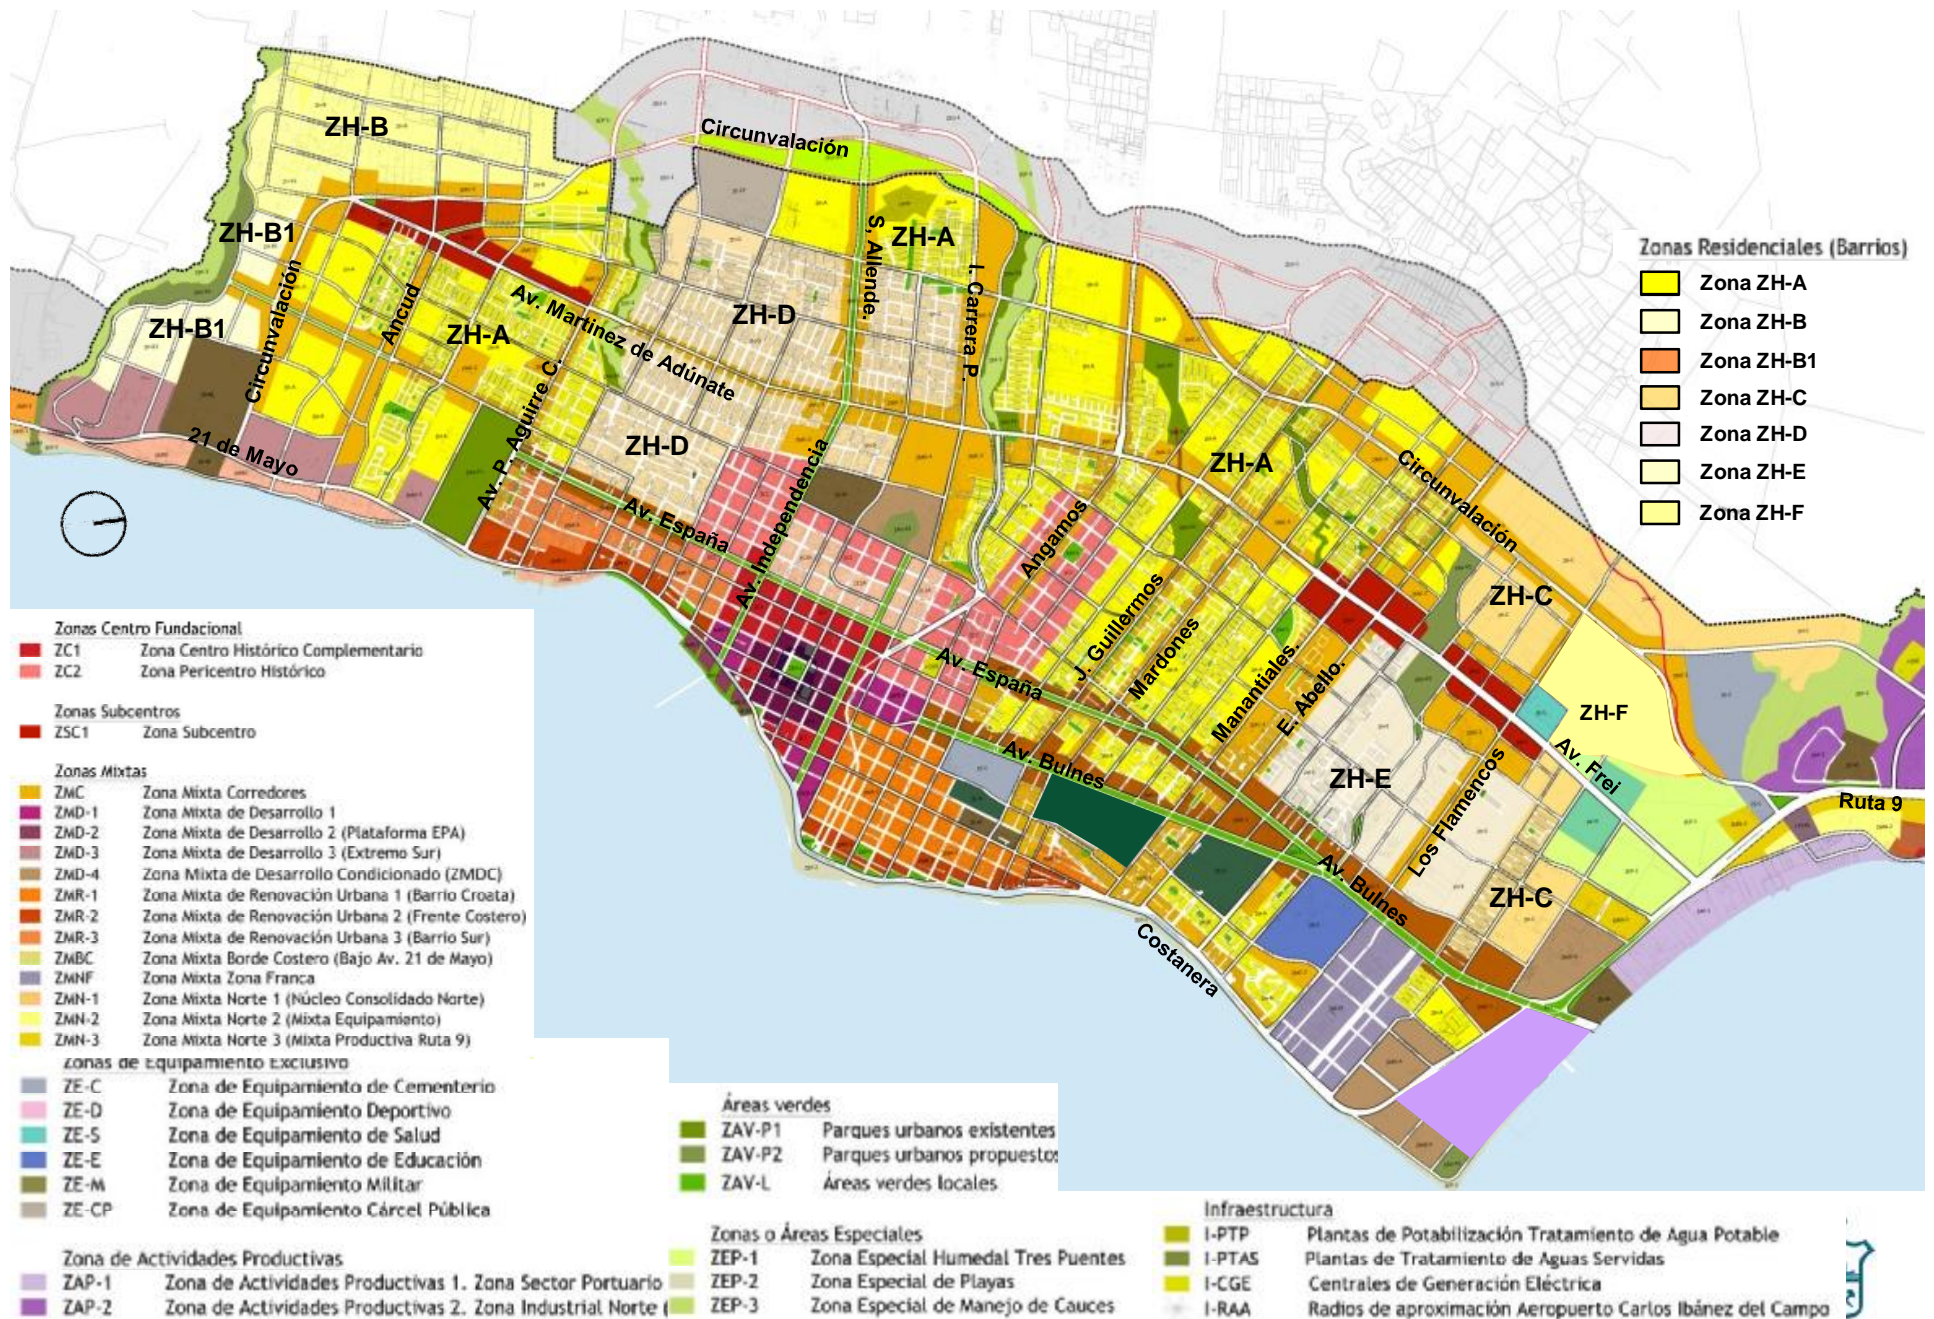 Circunvalación
ZH-B
ZH-B1
S, Allende.
ZH-A
I. Carrera P.
Circunvalación
Ancud
ZH-B1
ZH-A
Av. Martinez de Adúnate
ZH-D
Av. P. Aguirre C.
ZH-D
21 de Mayo
Av. España
Av. Independencia
Angamos
ZH-A
Circunvalación
J. Guillermos
Mardones
Manantiales.
E. Abello.
Av. España
Av. Bulnes
ZH-C
ZH-F
Av. Frei
Ruta 9
ZH-E
Los Flamencos
Av. Bulnes
ZH-C
Costanera
Zonas Residenciales (Barrios)
Zona ZH-A
Zona ZH-B
Zona ZH-B1
Zona ZH-C
Zona ZH-D
Zona ZH-E
Zona ZH-F
Zonas Centro Fundacional
ZC1 Zona Centro Histórico Complementario
ZC2 Zona Pericentro Histórico
Zonas Subcentros
ZSC1 Zona Subcentro
Zonas Mixtas
ZMC Zona Mixta Corredores
ZMD-1 Zona Mixta de Desarrollo 1
ZMD-2 Zona Mixta de Desarrollo 2 (Plataforma EPA)
ZMD-3 Zona Mixta de Desarrollo 3 (Extremo Sur)
ZMD-4 Zona Mixta de Desarrollo Condicionado (ZMDC)
ZMR-1 Zona Mixta de Renovación Urbana 1 (Barrio Croata)
ZMR-2 Zona Mixta de Renovación Urbana 2 (Frente Costero)
ZMR-3 Zona Mixta de Renovación Urbana 3 (Barrio Sur)
ZMBC Zona Mixta Borde Costero (Bajo Av. 21 de Mayo)
ZMNF Zona Mixta Zona Franca
ZMN-1 Zona Mixta Norte 1 (Núcleo Consolidado Norte)
ZMN-2 Zona Mixta Norte 2 (Mixta Equipamiento)
ZMN-3 Zona Mixta Norte 3 (Mixta Productiva Ruta 9)
Zonas de Equipamiento Exclusivo
ZE-C Zona de Equipamiento de Cementerio
ZE-D Zona de Equipamiento Deportivo
ZE-S Zona de Equipamiento de Salud
ZE-E Zona de Equipamiento de Educación
ZE-M Zona de Equipamiento Militar
ZE-CP Zona de Equipamiento Cárcel Pública
Zona de Actividades Productivas
ZAP-1 Zona de Actividades Productivas 1. Zona Sector Portuario
ZAP-2 Zona de Actividades Productivas 2. Zona Industrial Norte (
Áreas verdes
ZAV-P1 Parques urbanos existentes
ZAV-P2 Parques urbanos propuestos
ZAV-L Áreas verdes locales
Zonas o Áreas Especiales
ZEP-1 Zona Especial Humedal Tres Puentes
ZEP-2 Zona Especial de Playas
ZEP-3 Zona Especial de Manejo de Cauces
Infraestructura
I-PTP Plantas de Potabilización Tratamiento de Agua Potable
I-PTAS Plantas de Tratamiento de Aguas Servidas
I-CGE Centrales de Generación Eléctrica
I-RAA Radios de aproximación Aeropuerto Carlos Ibánez del Campo